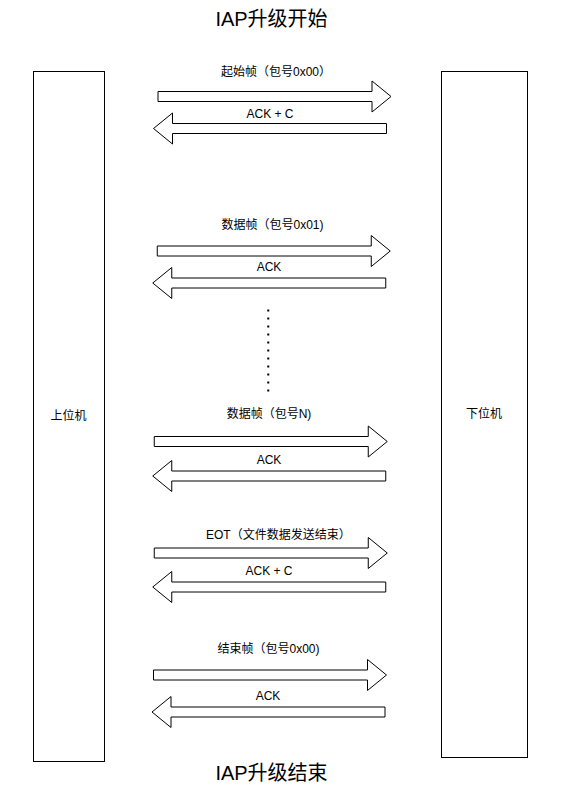 IAP升级开始
起始帧（包号0x00）
ACK + C
数据帧（包号0x01)
ACK
数据帧（包号N)
上位机
下位机
ACK
EOT（文件数据发送结束）
ACK + C
结束帧（包号0x00)
ACK
IAP升级结束